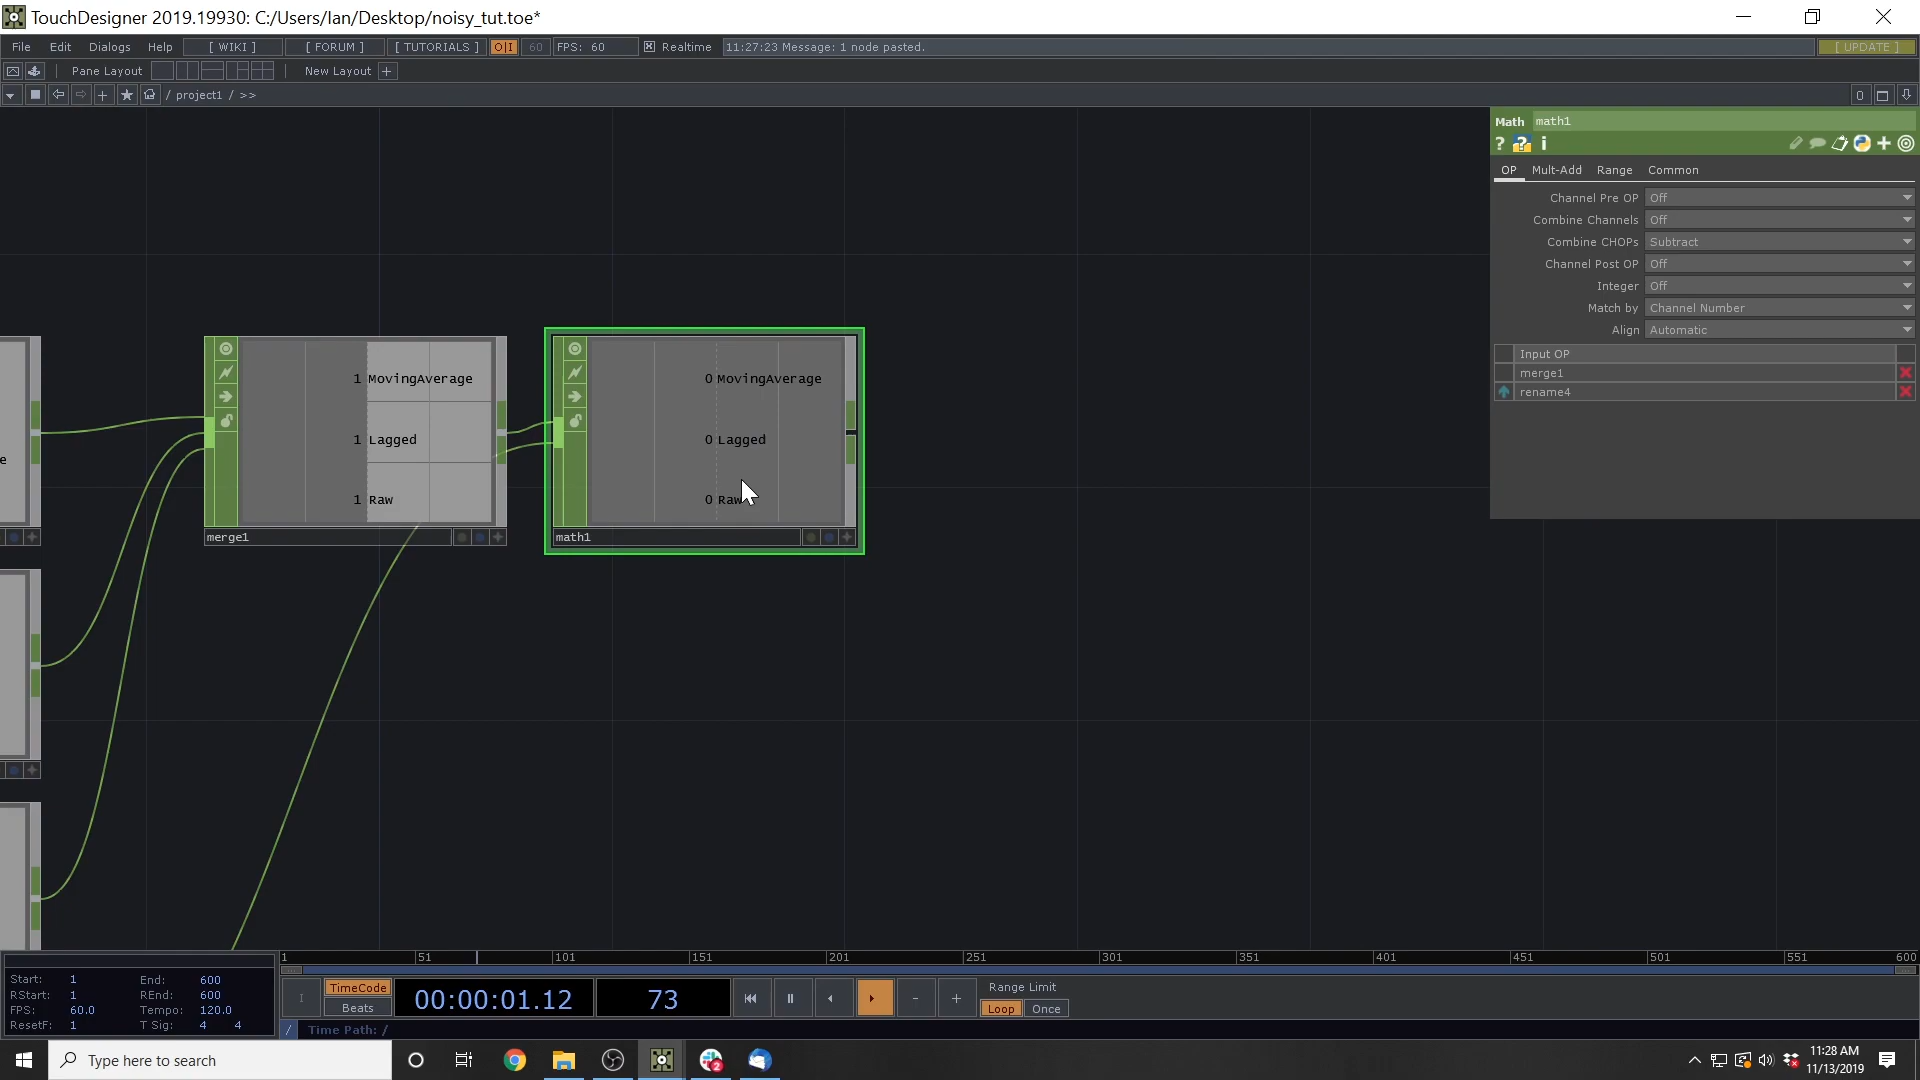 TouchDesigner 2019.19930: C:/Users/Ian/Desktop/noisy_tut.toe*
File Edit Dialogs Help [ WIKI ] [ FORUM ] [ TUTORIALS ] O|I 60 FPS: 60 Realtime 11:27:23 Message: 1 node pasted. [ UPDATE ]
Pane Layout New Layout +
/ project1 / >> 0
Math math1
? ? i
OP Mult-Add Range Common
Channel Pre OP Off
Combine Channels Off
Combine CHOPs Subtract
Channel Post OP Off
Integer Off
Match by Channel Number
Align Automatic
Input OP
merge1
rename4
1 MovingAverage
1 Lagged
1 Raw
merge1
0 MovingAverage
0 Lagged
0 Raw
math1
e
1 51 101 151 201 251 301 351 401 451 501 551 600
Start: 1 End: 600
RStart: 1 REnd: 600
FPS: 60.0 Tempo: 120.0
ResetF: 1 T Sig: 4 4
I TimeCode Beats 00:00:01.12 73 - + Range Limit
Loop Once
/ Time Path: /
Type here to search
2
11:28 AM
11/13/2019